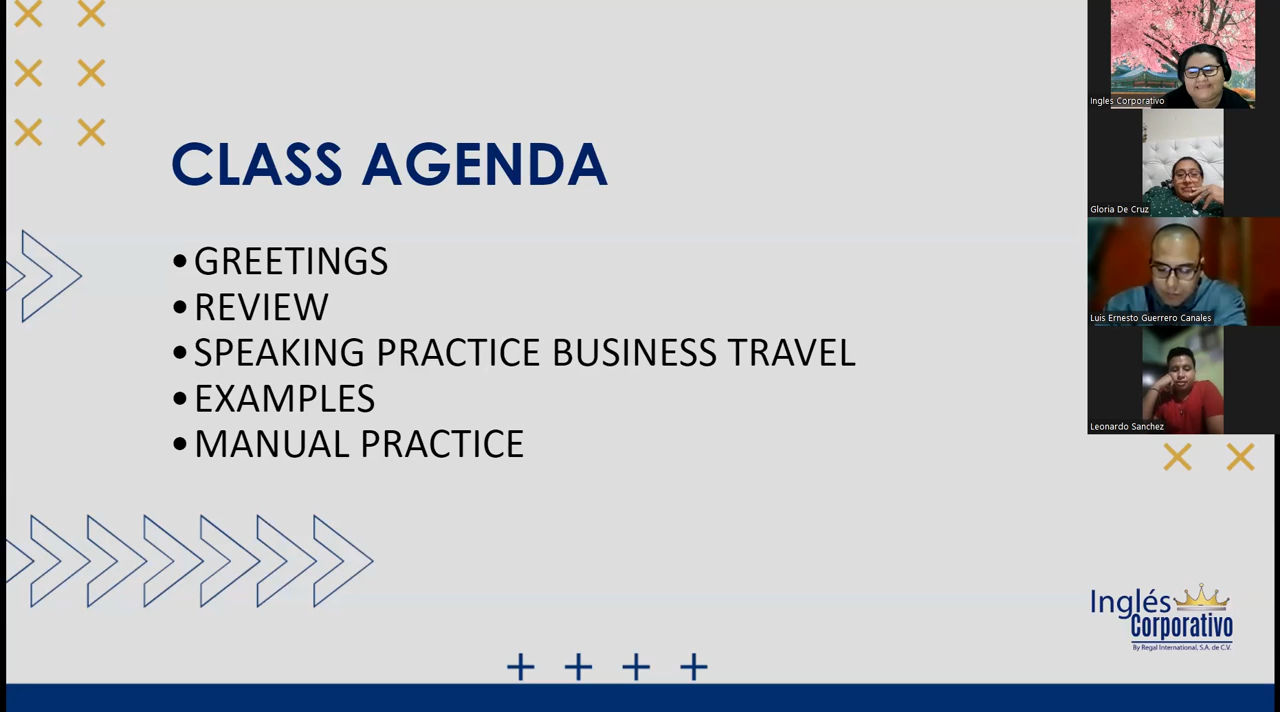 CLASS AGENDA
•GREETINGS
•REVIEW
•SPEAKING PRACTICE BUSINESS TRAVEL
•EXAMPLES
•MANUAL PRACTICE
Ingles Corporativo
Gloria De Cruz
Luis Ernesto Guerrero Canales
Leonardo Sanchez
Inglés
Corporativo
By Regal International, S.A. de C.V.